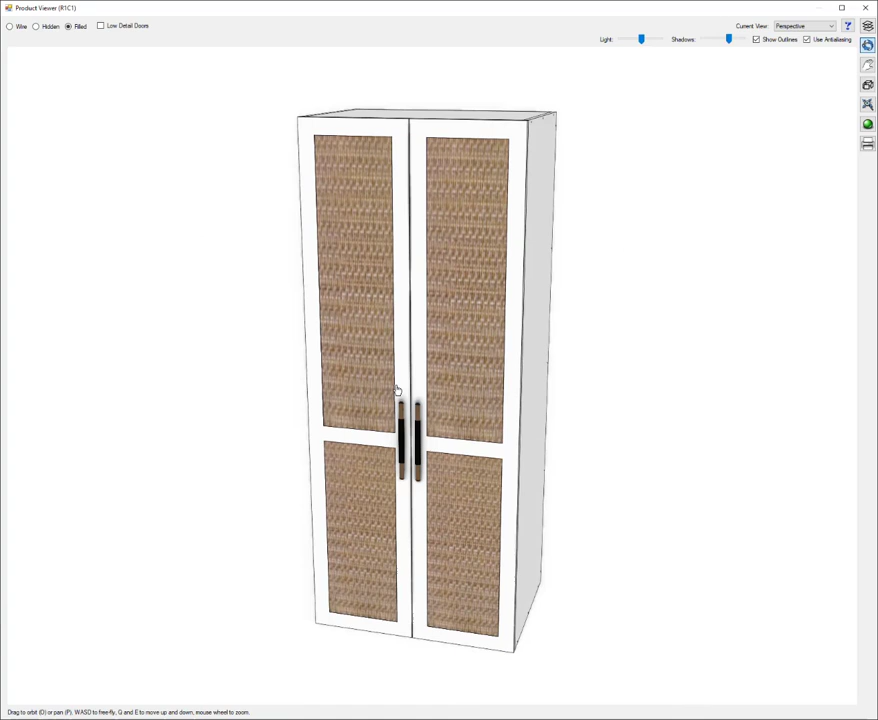 Product Viewer (R1C1)
Wire Hidden Filled Low Detail Doors Current View: Perspective ?
Light: Shadows: Show Outlines Use Antialiasing
Drag to orbit (O) or pan (P). WASD to free-fly, Q and E to move up and down, mouse wheel to zoom.